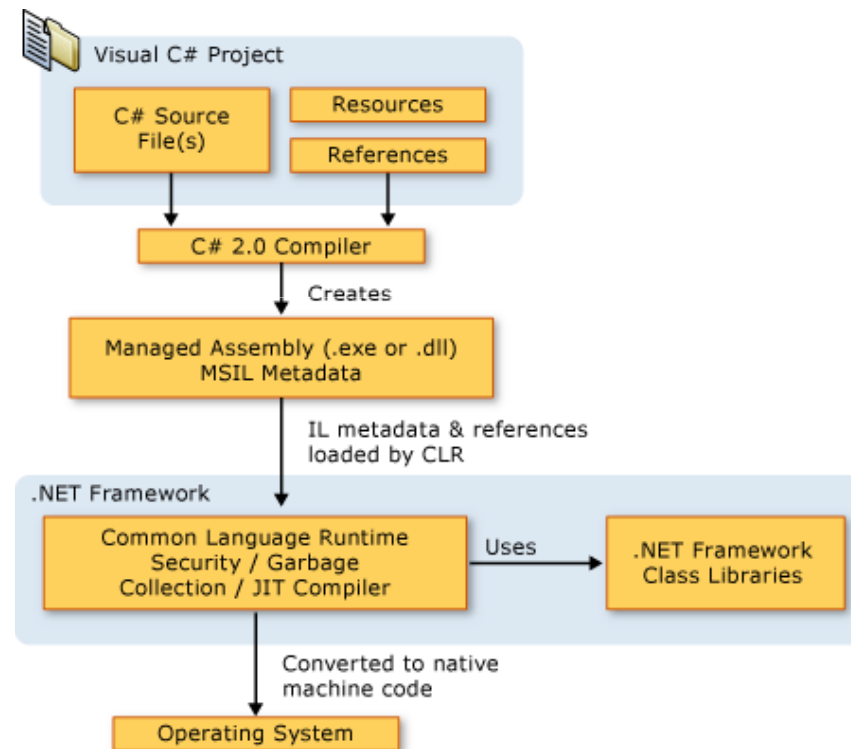 Visual C# Project
C# Source
File(s)
Resources
References
C# 2.0 Compiler
Creates
Managed Assembly (.exe or .dll)
MSIL Metadata
IL metadata & references
loaded by CLR
.NET Framework
Common Language Runtime
Security / Garbage
Collection / JIT Compiler
Uses
.NET Framework
Class Libraries
Converted to native
machine code
Operating System